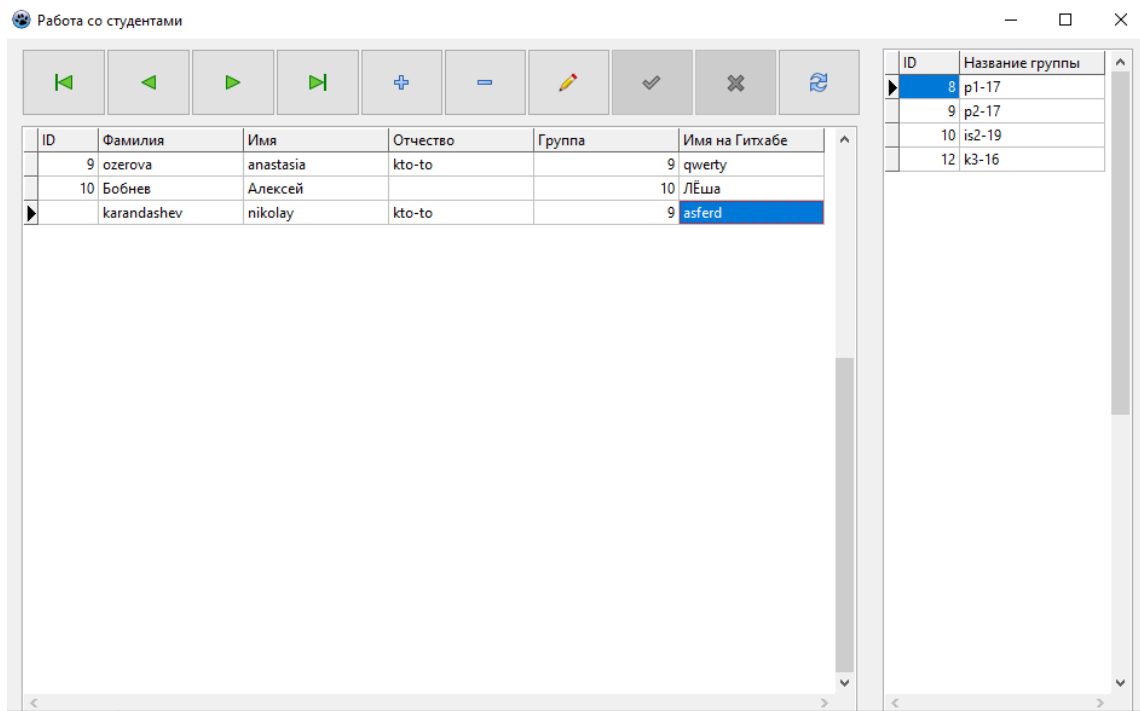 Работа со студентами
ID Фамилия Имя Отчество Группа Имя на Гитхабе
9 ozerova anastasia kto-to 9 qwerty
10 Бобнев Алексей 10 ЛЁша
karandashev nikolay kto-to 9 asferd
ID Название группы
8 p1-17
9 p2-17
10 is2-19
12 k3-16